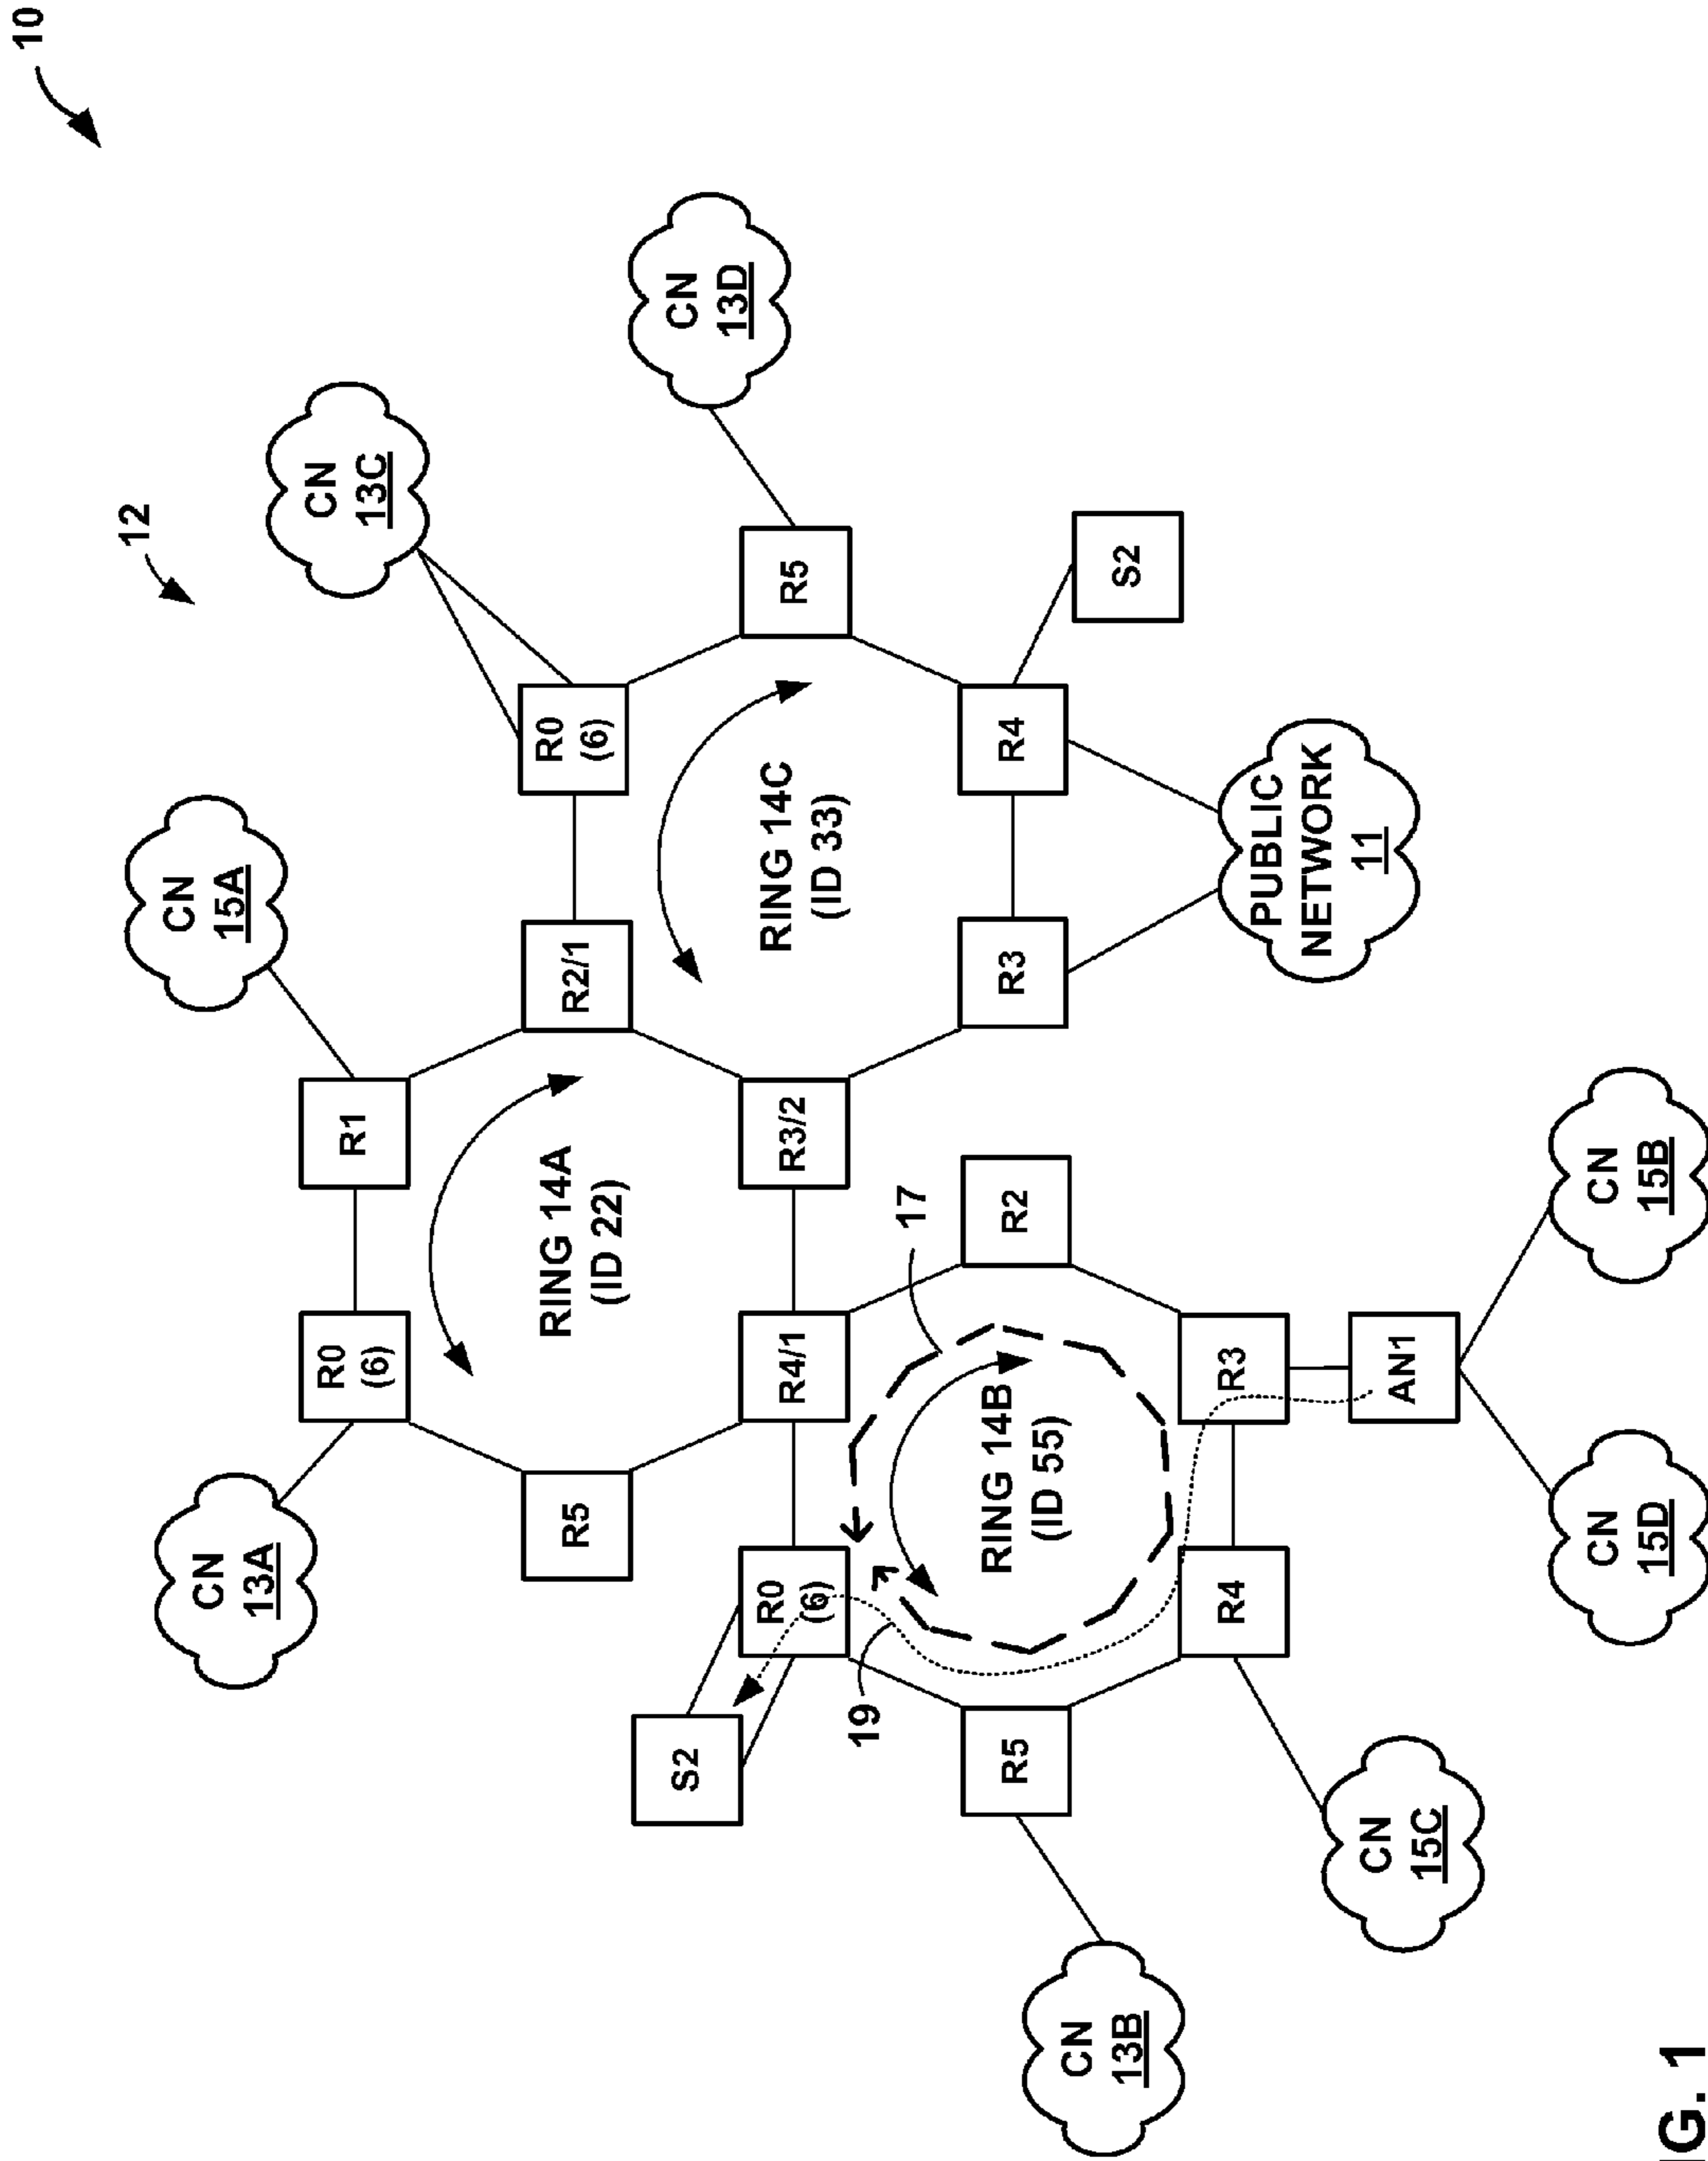 10
12
CN
15A
CN
13A
CN
13C
R0
(6)
R1
R5
RING 14A
(ID 22)
R2/1
R0
(6)
S2
CN
13D
R0
(6)
R4/1
R3/2
RING 14C
(ID 33)
R5
19
17
R5
RING 14B
(ID 55)
R2
R3
R4
CN
13B
S2
R4
R3
PUBLIC
NETWORK
11
CN
15C
AN1
CN
15D
CN
15B
IG. 1